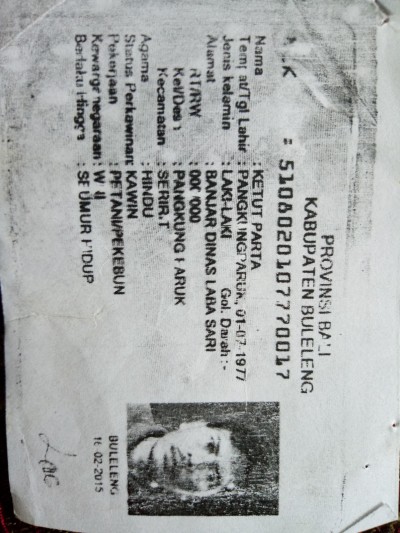 PROVINSI BALI
KABUPATEN BULELENG
NIK : 5108020107770017
Nama : KETUT PARTA
Tempat/Tgl Lahir : PANGKUNGPARUK, 01-07-1977
Jenis kelamin : LAKI-LAKI Gol. Darah : -
Alamat : BANJAR DINAS LABA SARI
RT/RW : 000/000
Kel/Desa : PANGKUNG PARUK
Kecamatan : SERIRIT
Agama : HINDU
Status Perkawinan : KAWIN
Pekerjaan : PETANI/PEKEBUN
Kewarganegaraan : WNI
Berlaku Hingga : SEUMUR HIDUP
BULELENG
-02-2015